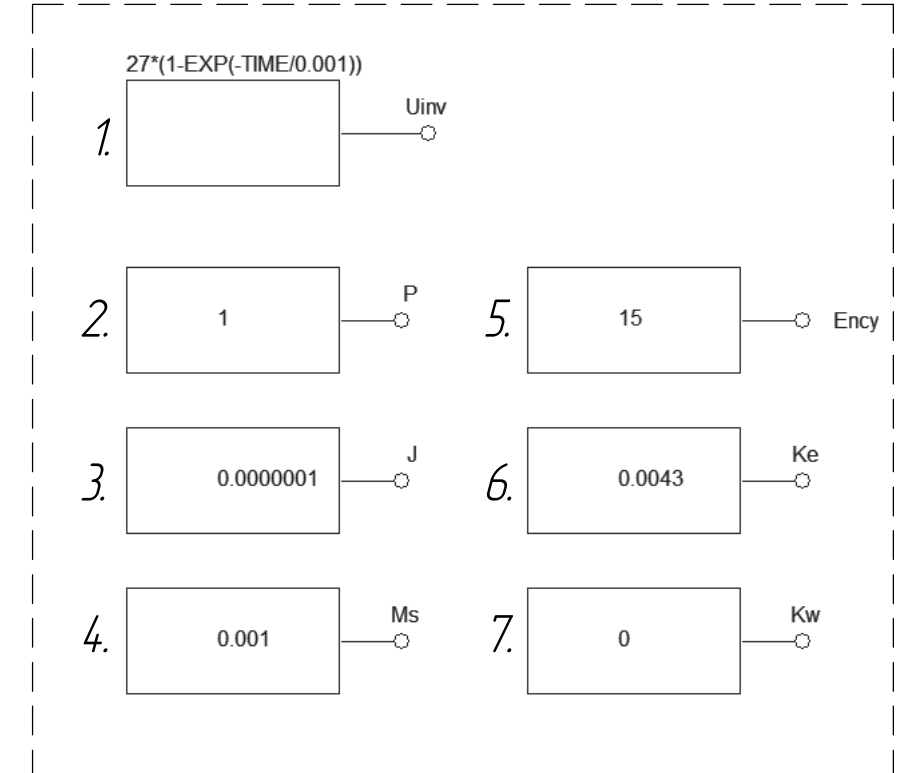 27*(1-EXP(-TIME/0.001))
1. Uinv
2. 1 P
5. 15 Ency
3. 0.0000001 J
6. 0.0043 Ke
4. 0.001 Ms
7. 0 Kw